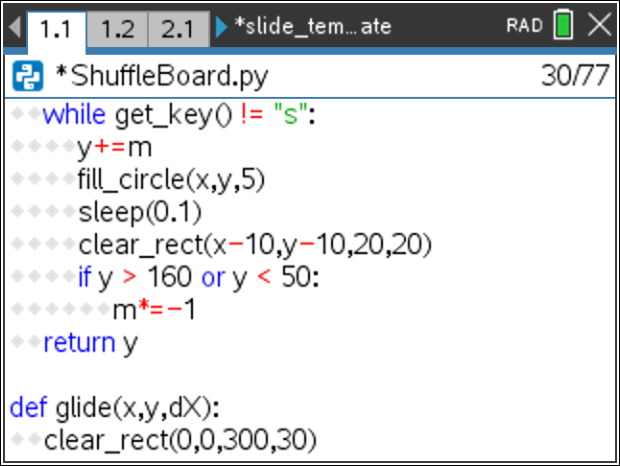 1.1 1.2 2.1 *slide_tem…ate RAD
*ShuffleBoard.py 30/77
while get_key() != "s":
y+=m
fill_circle(x,y,5)
sleep(0.1)
clear_rect(x-10,y-10,20,20)
if y > 160 or y < 50:
m*=-1
return y
def glide(x,y,dX):
clear_rect(0,0,300,30)